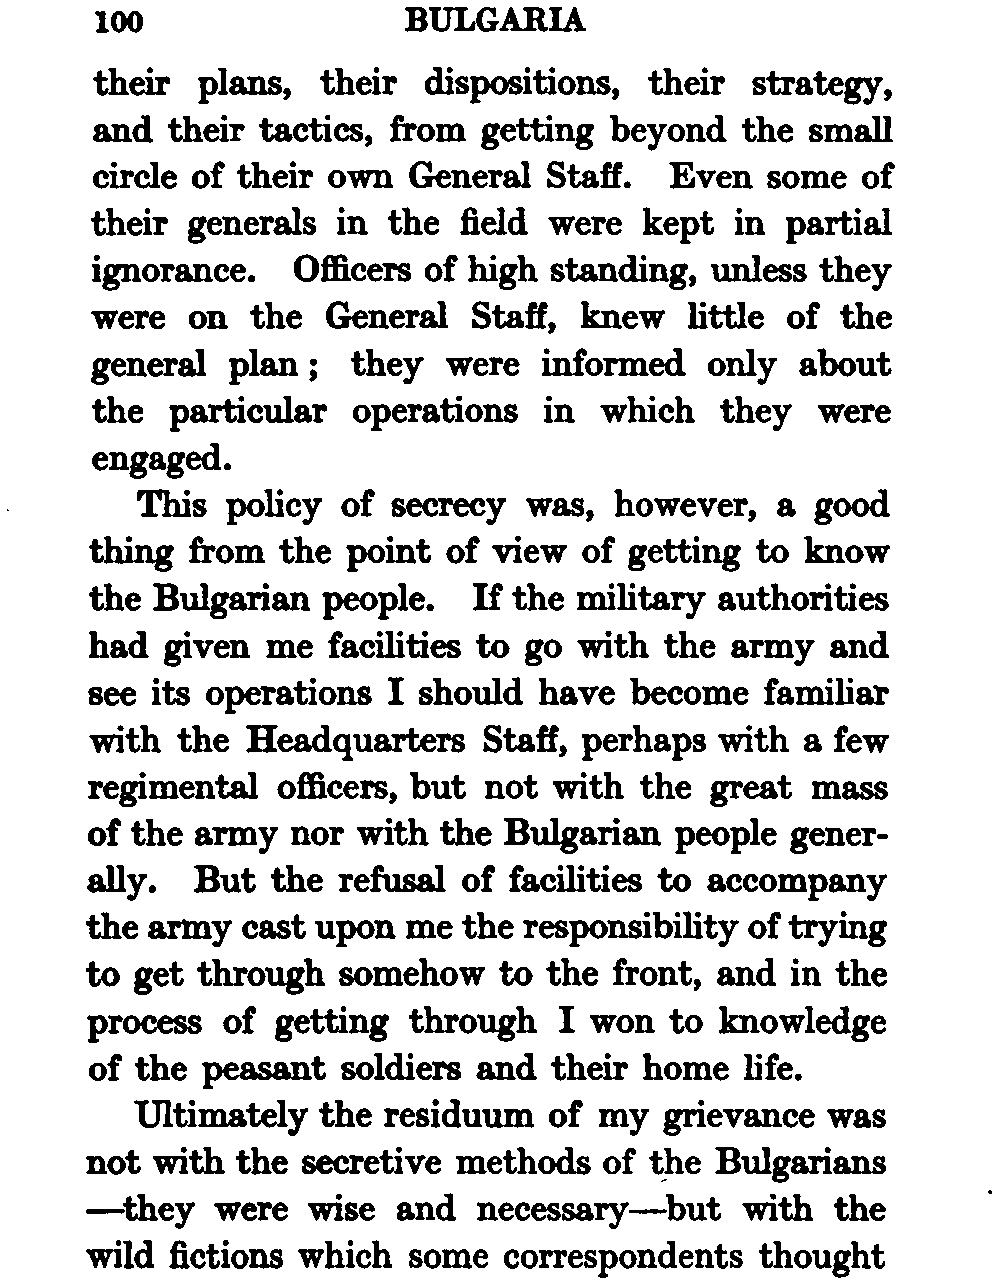 100 BULGARIA
their plans, their dispositions, their strategy,
and their tactics, from getting beyond the small
circle of their own General Staff. Even some of
their generals in the field were kept in partial
ignorance. Officers of high standing, unless they
were on the General Staff, knew little of the
general plan ; they were informed only about
the particular operations in which they were
engaged.
This policy of secrecy was, however, a good
thing from the point of view of getting to know
the Bulgarian people. If the military authorities
had given me facilities to go with the army and
see its operations I should have become familiar
with the Headquarters Staff, perhaps with a few
regimental officers, but not with the great mass
of the army nor with the Bulgarian people gener-
ally. But the refusal of facilities to accompany
the army cast upon me the responsibility of trying
to get through somehow to the front, and in the
process of getting through I won to knowledge
of the peasant soldiers and their home life.
Ultimately the residuum of my grievance was
not with the secretive methods of the Bulgarians
—they were wise and necessary—but with the
wild fictions which some correspondents thought